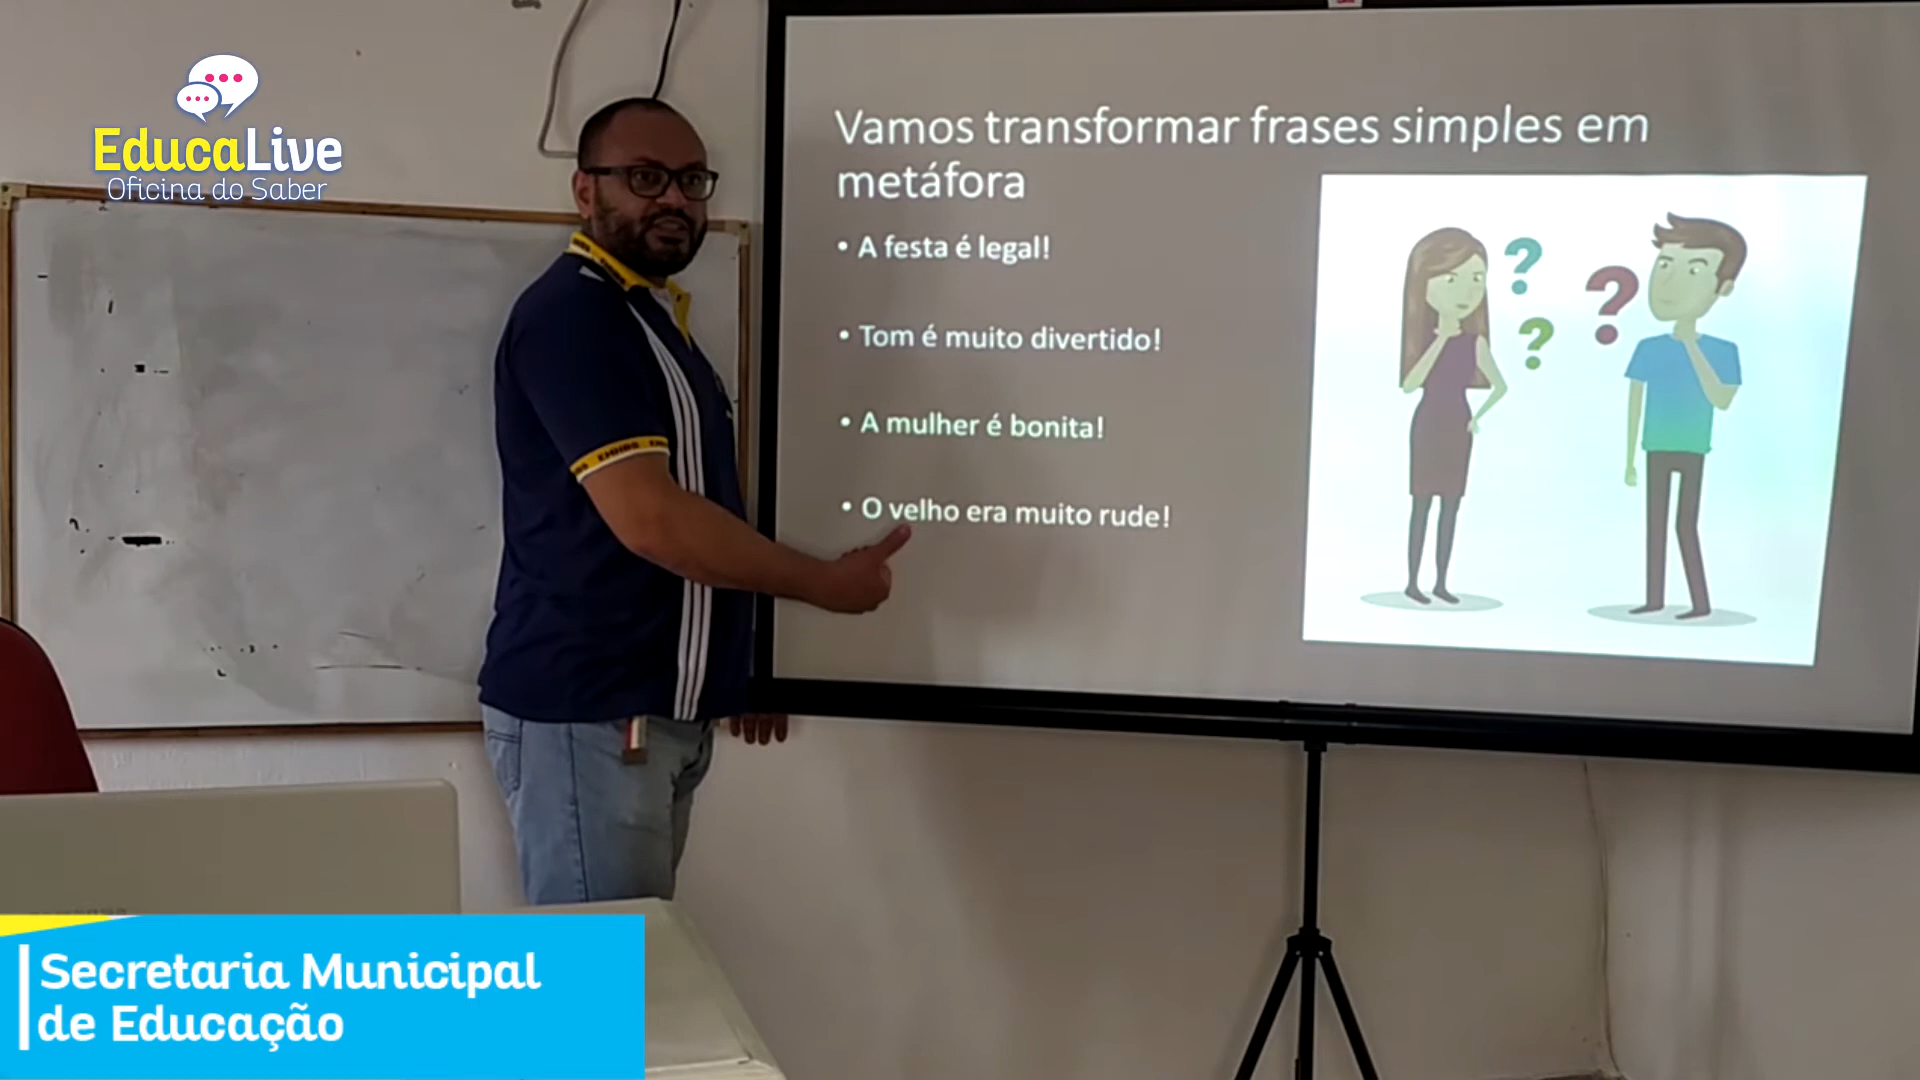 EducaLive
Oficina do Saber
Vamos transformar frases simples em
metáfora
• A festa é legal!
• Tom é muito divertido!
• A mulher é bonita!
• O velho era muito rude!
Secretaria Municipal
de Educação